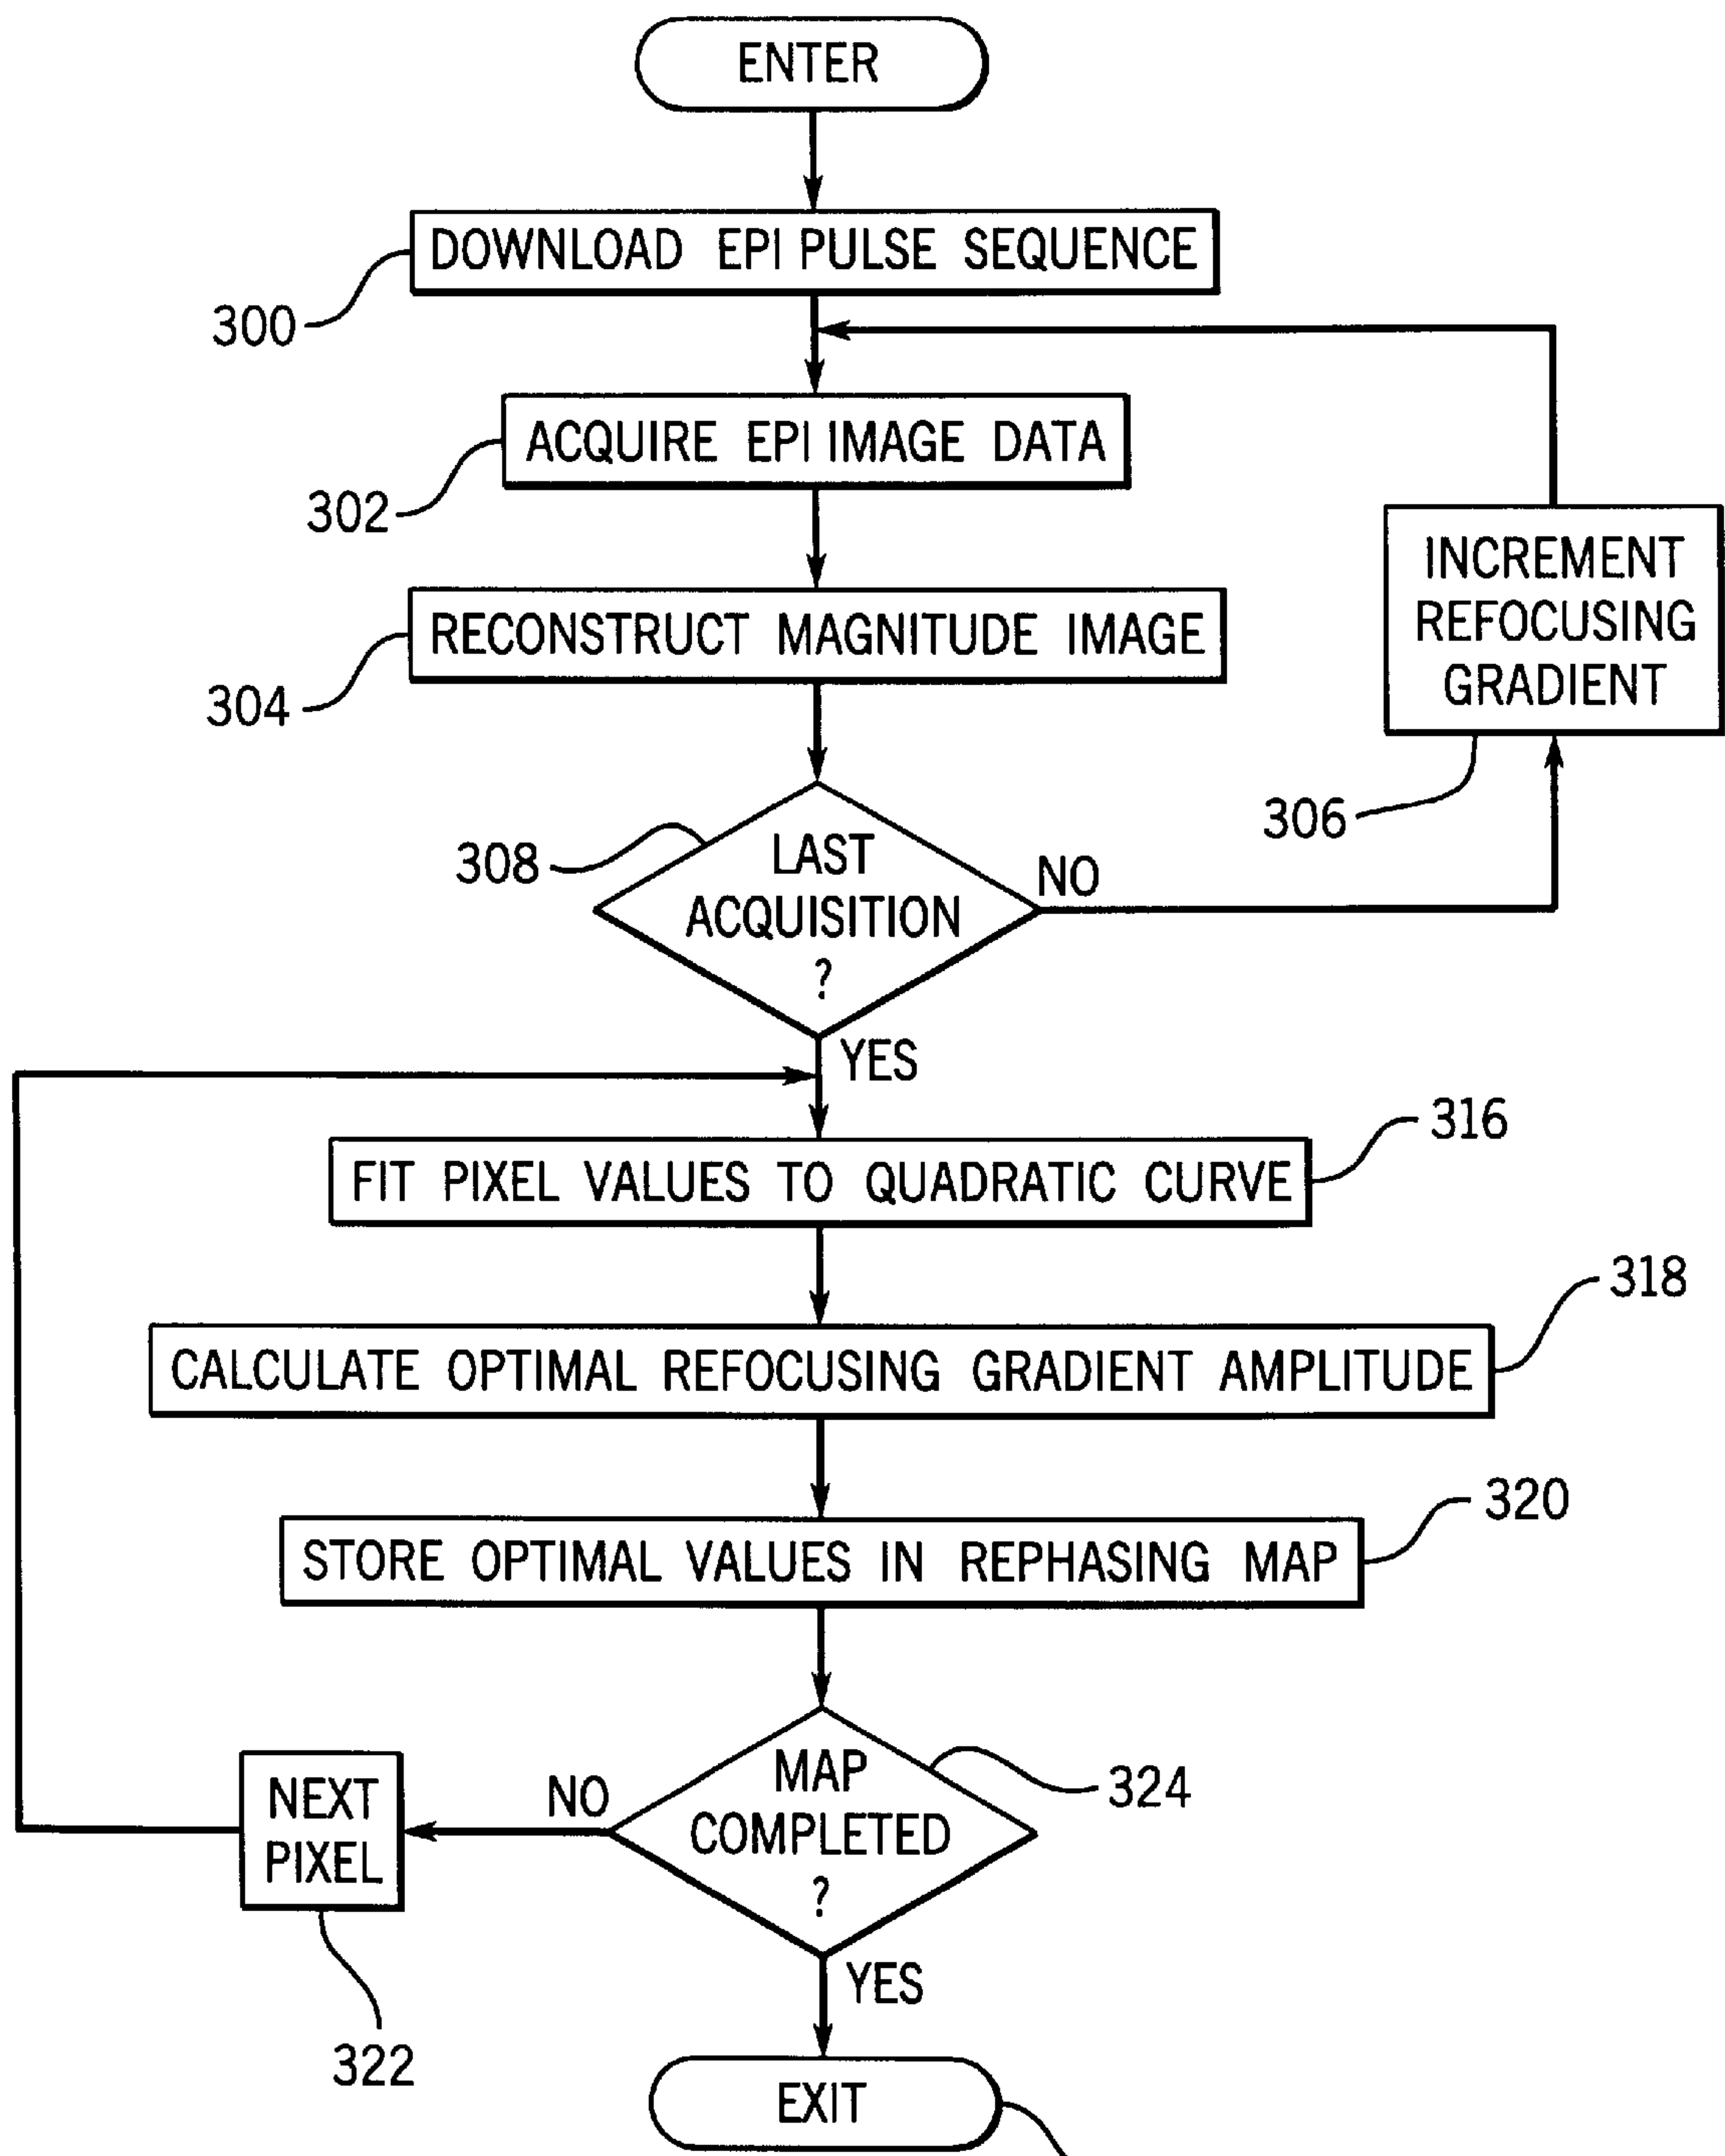 ENTER
DOWNLOAD EPI PULSE SEQUENCE
300
ACQUIRE EPI IMAGE DATA
302
INCREMENT
REFOCUSING
GRADIENT
RECONSTRUCT MAGNITUDE IMAGE
304
306
308
LAST
ACQUISITION
?
NO
YES
316
FIT PIXEL VALUES TO QUADRATIC CURVE
318
CALCULATE OPTIMAL REFOCUSING GRADIENT AMPLITUDE
320
STORE OPTIMAL VALUES IN REPHASING MAP
MAP
COMPLETED
?
324
NO
NEXT
PIXEL
YES
322
EXIT